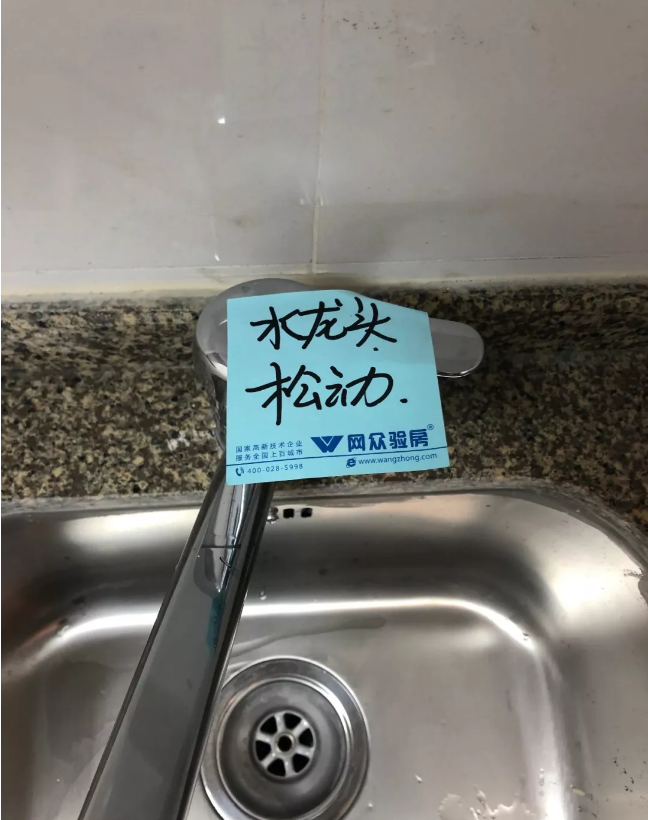 水龙头
松动.
国家高新技术企业
服务全国上百城市
网众验房®
400-028-5998
www.wangzhong.com